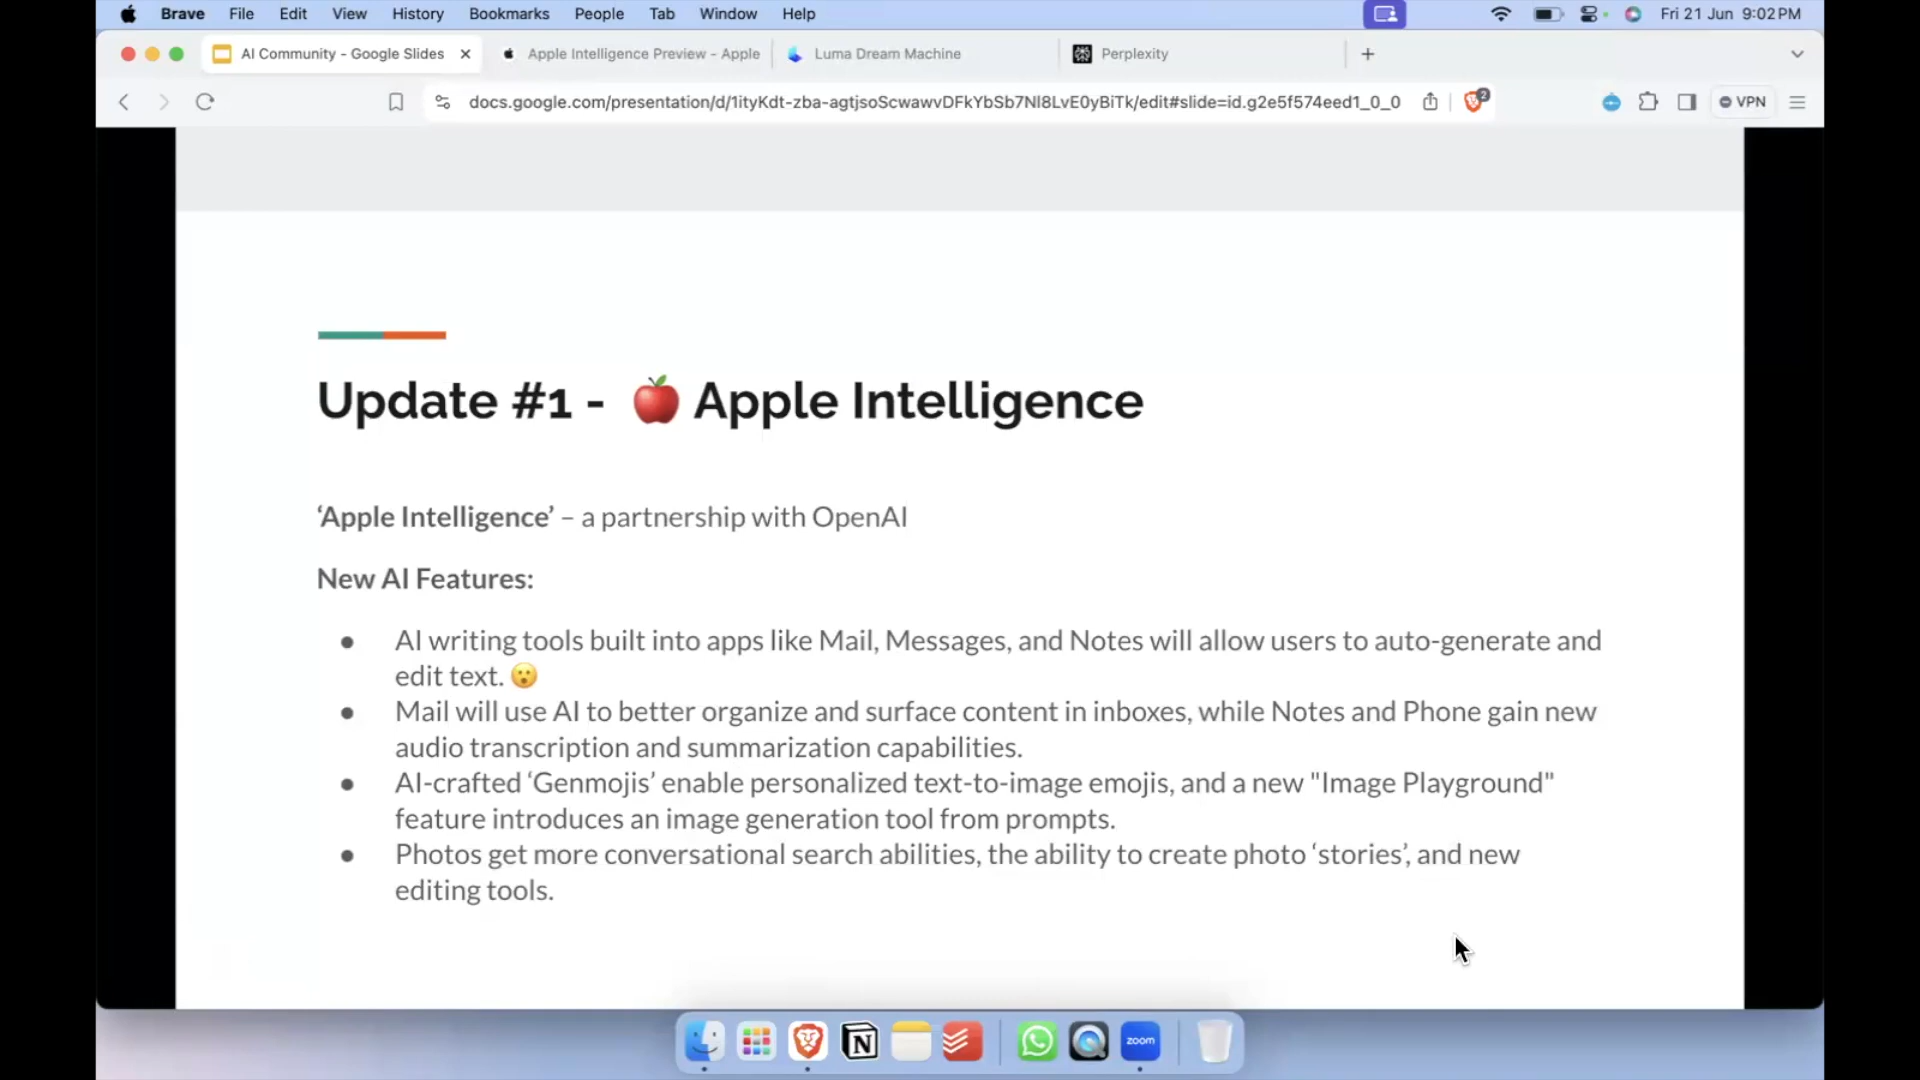 Brave File Edit View History Bookmarks People Tab Window Help Fri 21 Jun 9:02 PM
AI Community - Google Slides Apple Intelligence Preview - Apple Luma Dream Machine Perplexity
docs.google.com/presentation/d/1ityKdt-zba-agtjsoScwawvDFkYbSb7Nl8LvE0yBiTk/edit#slide=id.g2e5f574eed1_0_0 2 VPN
Update #1 - 🍎 Apple Intelligence
‘Apple Intelligence’ – a partnership with OpenAI
New AI Features:
● AI writing tools built into apps like Mail, Messages, and Notes will allow users to auto-generate and
edit text. 😮
● Mail will use AI to better organize and surface content in inboxes, while Notes and Phone gain new
audio transcription and summarization capabilities.
● AI-crafted ‘Genmojis’ enable personalized text-to-image emojis, and a new "Image Playground"
feature introduces an image generation tool from prompts.
● Photos get more conversational search abilities, the ability to create photo ‘stories’, and new
editing tools.
N zoom